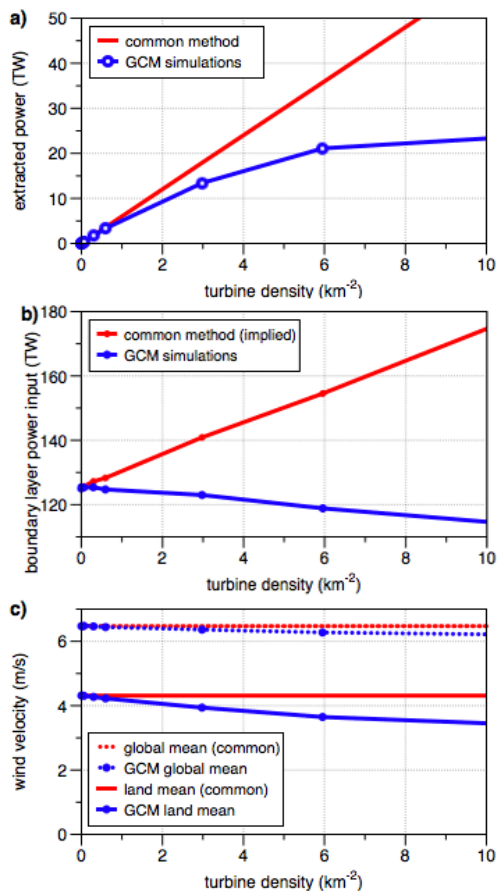 a)
50
40
30
20
10
0
extracted power (TW)
common method
GCM simulations
0 2 4 6 8 10
turbine density (km-2)
b)
180
160
140
120
boundary layer power input (TW)
common method (implied)
GCM simulations
0 2 4 6 8 10
turbine density (km-2)
c)
6
4
2
0
wind velocity (m/s)
global mean (common)
GCM global mean
land mean (common)
GCM land mean
0 2 4 6 8 10
turbine density (km-2)